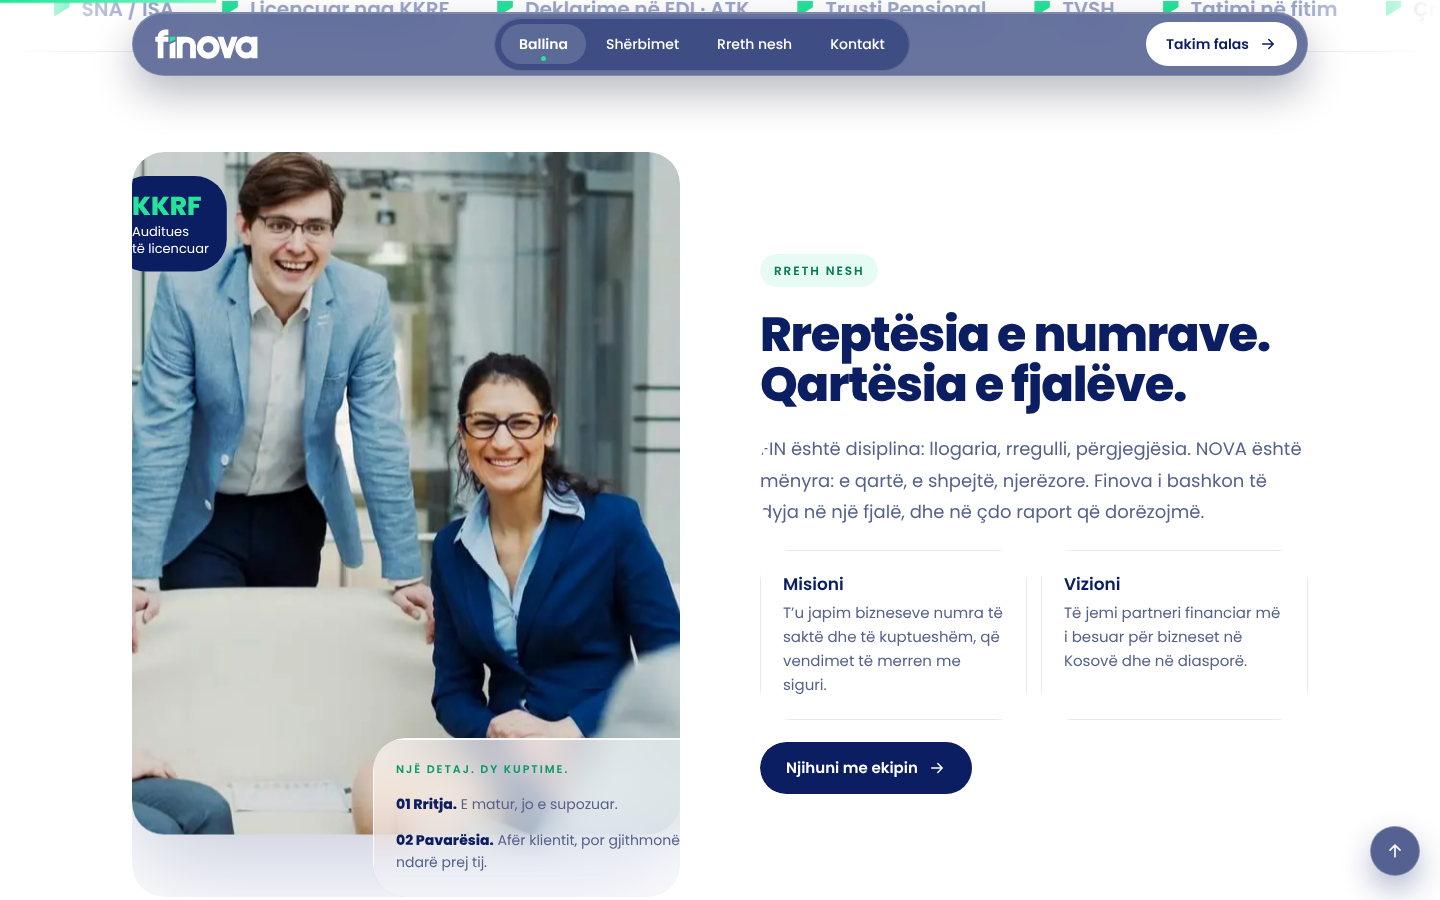 SNA / ISA Licencuar nga KKRF Deklarime në EDI · ATK Trusti Pensional TVSH Tatimi në fitim
finova Ballina Shërbimet Rreth nesh Kontakt Takim falas →
KKRF
Auditues
të licencuar
RRETH NESH
Rreptësia e numrave.
Qartësia e fjalëve.
IN është disiplina: llogaria, rregulli, përgjegjësia. NOVA është
mënyra: e qartë, e shpejtë, njerëzore. Finova i bashkon të
dyja në një fjalë, dhe në çdo raport që dorëzojmë.
Misioni
T'u japim bizneseve numra të
saktë dhe të kuptueshëm, që
vendimet të merren me
siguri.
Vizioni
Të jemi partneri financiar më
i besuar për bizneset në
Kosovë dhe në diasporë.
Njihuni me ekipin →
NJË DETAJ. DY KUPTIME.
01 Rritja. E matur, jo e supozuar.
02 Pavarësia. Afër klientit, por gjithmonë
ndarë prej tij.